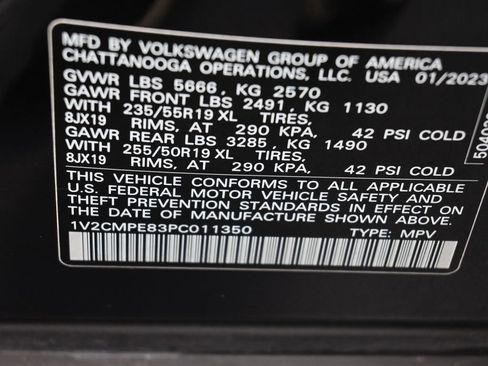 MFD BY VOLKSWAGEN GROUP OF AMERICA
CHATTANOOGA OPERATIONS, LLC. USA 01/2023
GVWR LBS 5666, KG 2570
GAWR FRONT LBS 2491, KG 1130
WITH 235/55R19 XL TIRES,
8JX19 RIMS, AT 290 KPA, 42 PSI COLD
GAWR REAR LBS 3285, KG 1490
WITH 255/50R19 XL TIRES,
8JX19 RIMS, AT 290 KPA, 42 PSI COLD
THIS VEHICLE CONFORMS TO ALL APPLICABLE
U.S. FEDERAL MOTOR VEHICLE SAFETY AND
THEFT PREVENTION STANDARDS IN EFFECT ON
THE DATE OF MANUFACTURE SHOWN ABOVE.
1V2CMPE83PC011350
TYPE: MPV